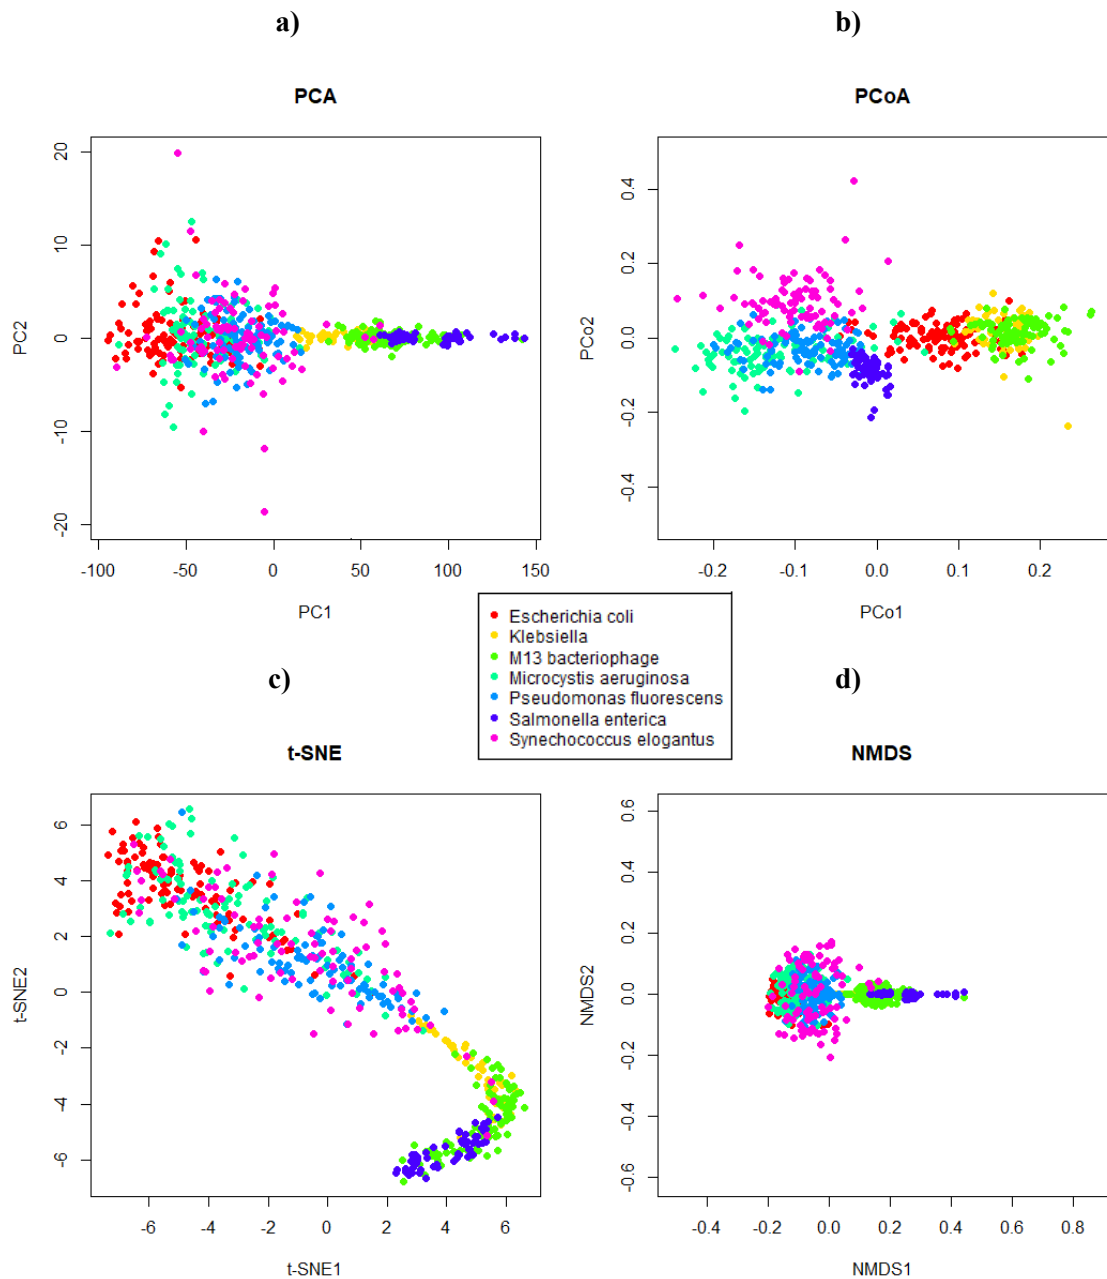 a)
b)
PCA
PCoA
PC2
20
10
0
-10
-20
-100
-50
0
50
100
150
PC1
PCo2
0.4
0.2
0.0
-0.2
-0.4
-0.2
-0.1
0.0
0.1
0.2
PCo1
Escherichia coli
Klebsiella
M13 bacteriophage
Microcystis aeruginosa
Pseudomonas fluorescens
Salmonella enterica
Synechococcus elogantus
c)
d)
t-SNE
NMDS
t-SNE2
6
4
2
0
-2
-4
-6
-6
-4
-2
0
2
4
6
t-SNE1
NMDS2
0.6
0.4
0.2
0.0
-0.2
-0.4
-0.6
-0.4
-0.2
0.0
0.2
0.4
0.6
0.8
NMDS1